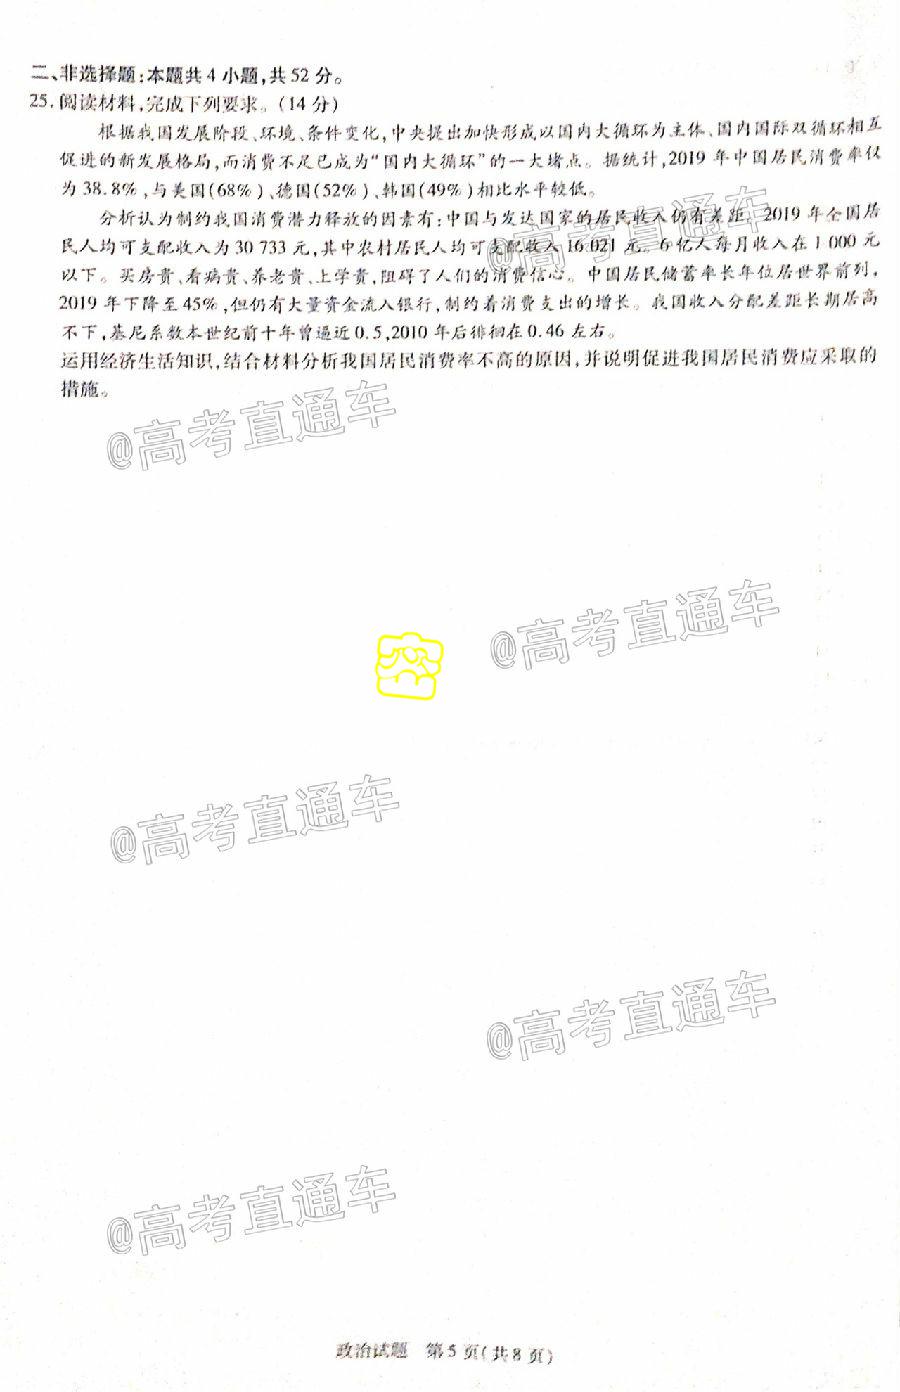 二、非选择题:本题共4小题,共52分。
25.阅读材料,完成下列要求。(14分)
根据我国发展阶段、环境、条件变化,中央提出加快形成以国内大循环为主体、国内国际双循环相互
促进的新发展格局,而消费不足已成为“国内大循环”的一大堵点。据统计,2019年中国居民消费率仅
为38.8%,与美国(68%)、德国(52%)、韩国(49%)相比水平较低。
分析认为制约我国消费潜力释放的因素有:中国与发达国家的居民收入仍有差距,2019年全国居
民人均可支配收入为30733元,其中农村居民人均可支配收入16021元。6亿人每月收入在1000元
以下。买房贵、看病贵、养老贵、上学贵,阻碍了人们的消费信心。中国居民储蓄率长年位居世界前列,
2019年下降至45%,但仍有大量资金流入银行,制约着消费支出的增长。我国收入分配差距长期居高
不下,基尼系数本世纪前十年曾逼近0.5,2010年后徘徊在0.46左右。
运用经济生活知识,结合材料分析我国居民消费率不高的原因,并说明促进我国居民消费应采取的
措施。
@高考直通车
@高考直通车
@高考直通车
@高考直通车
@高考直通车
@高考直通车
政治试题 第5页(共8页)